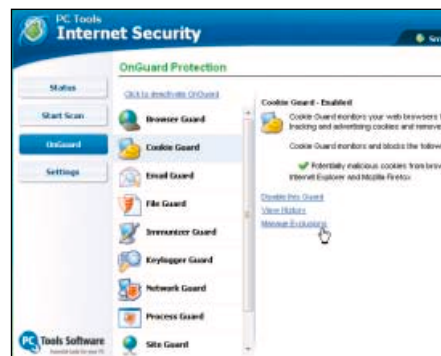 PC Tools
Internet Security
OnGuard Protection
Status
Start Scan
OnGuard
Settings
Click to deactivate OnGuard
Browser Guard
Cookie Guard
Email Guard
File Guard
Immunizer Guard
Keylogger Guard
Network Guard
Process Guard
Site Guard
Cookie Guard - Enabled
Cookie Guard monitors your web browsers
tracking and advertising cookies and
Cookie Guard monitors and blocks the
Potentially malicious cookies from
Internet Explorer and Mozilla Firefox
Disable this Guard
View History
Manage Exclusions
PC Tools Software